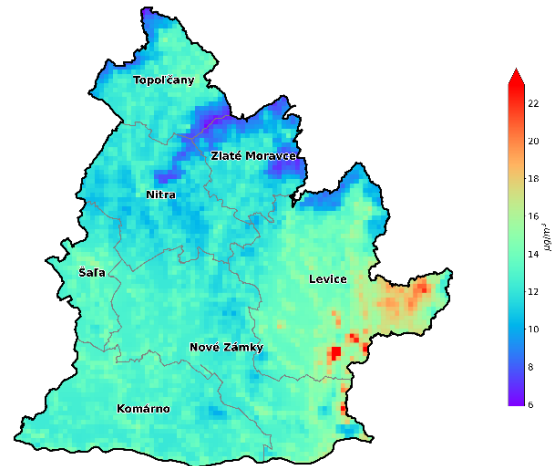 Topoľčany
Zlaté Moravce
Nitra
Šaľa
Levice
Nové Zámky
Komárno
22
20
18
16
14
12
10
8
6
µg/m³